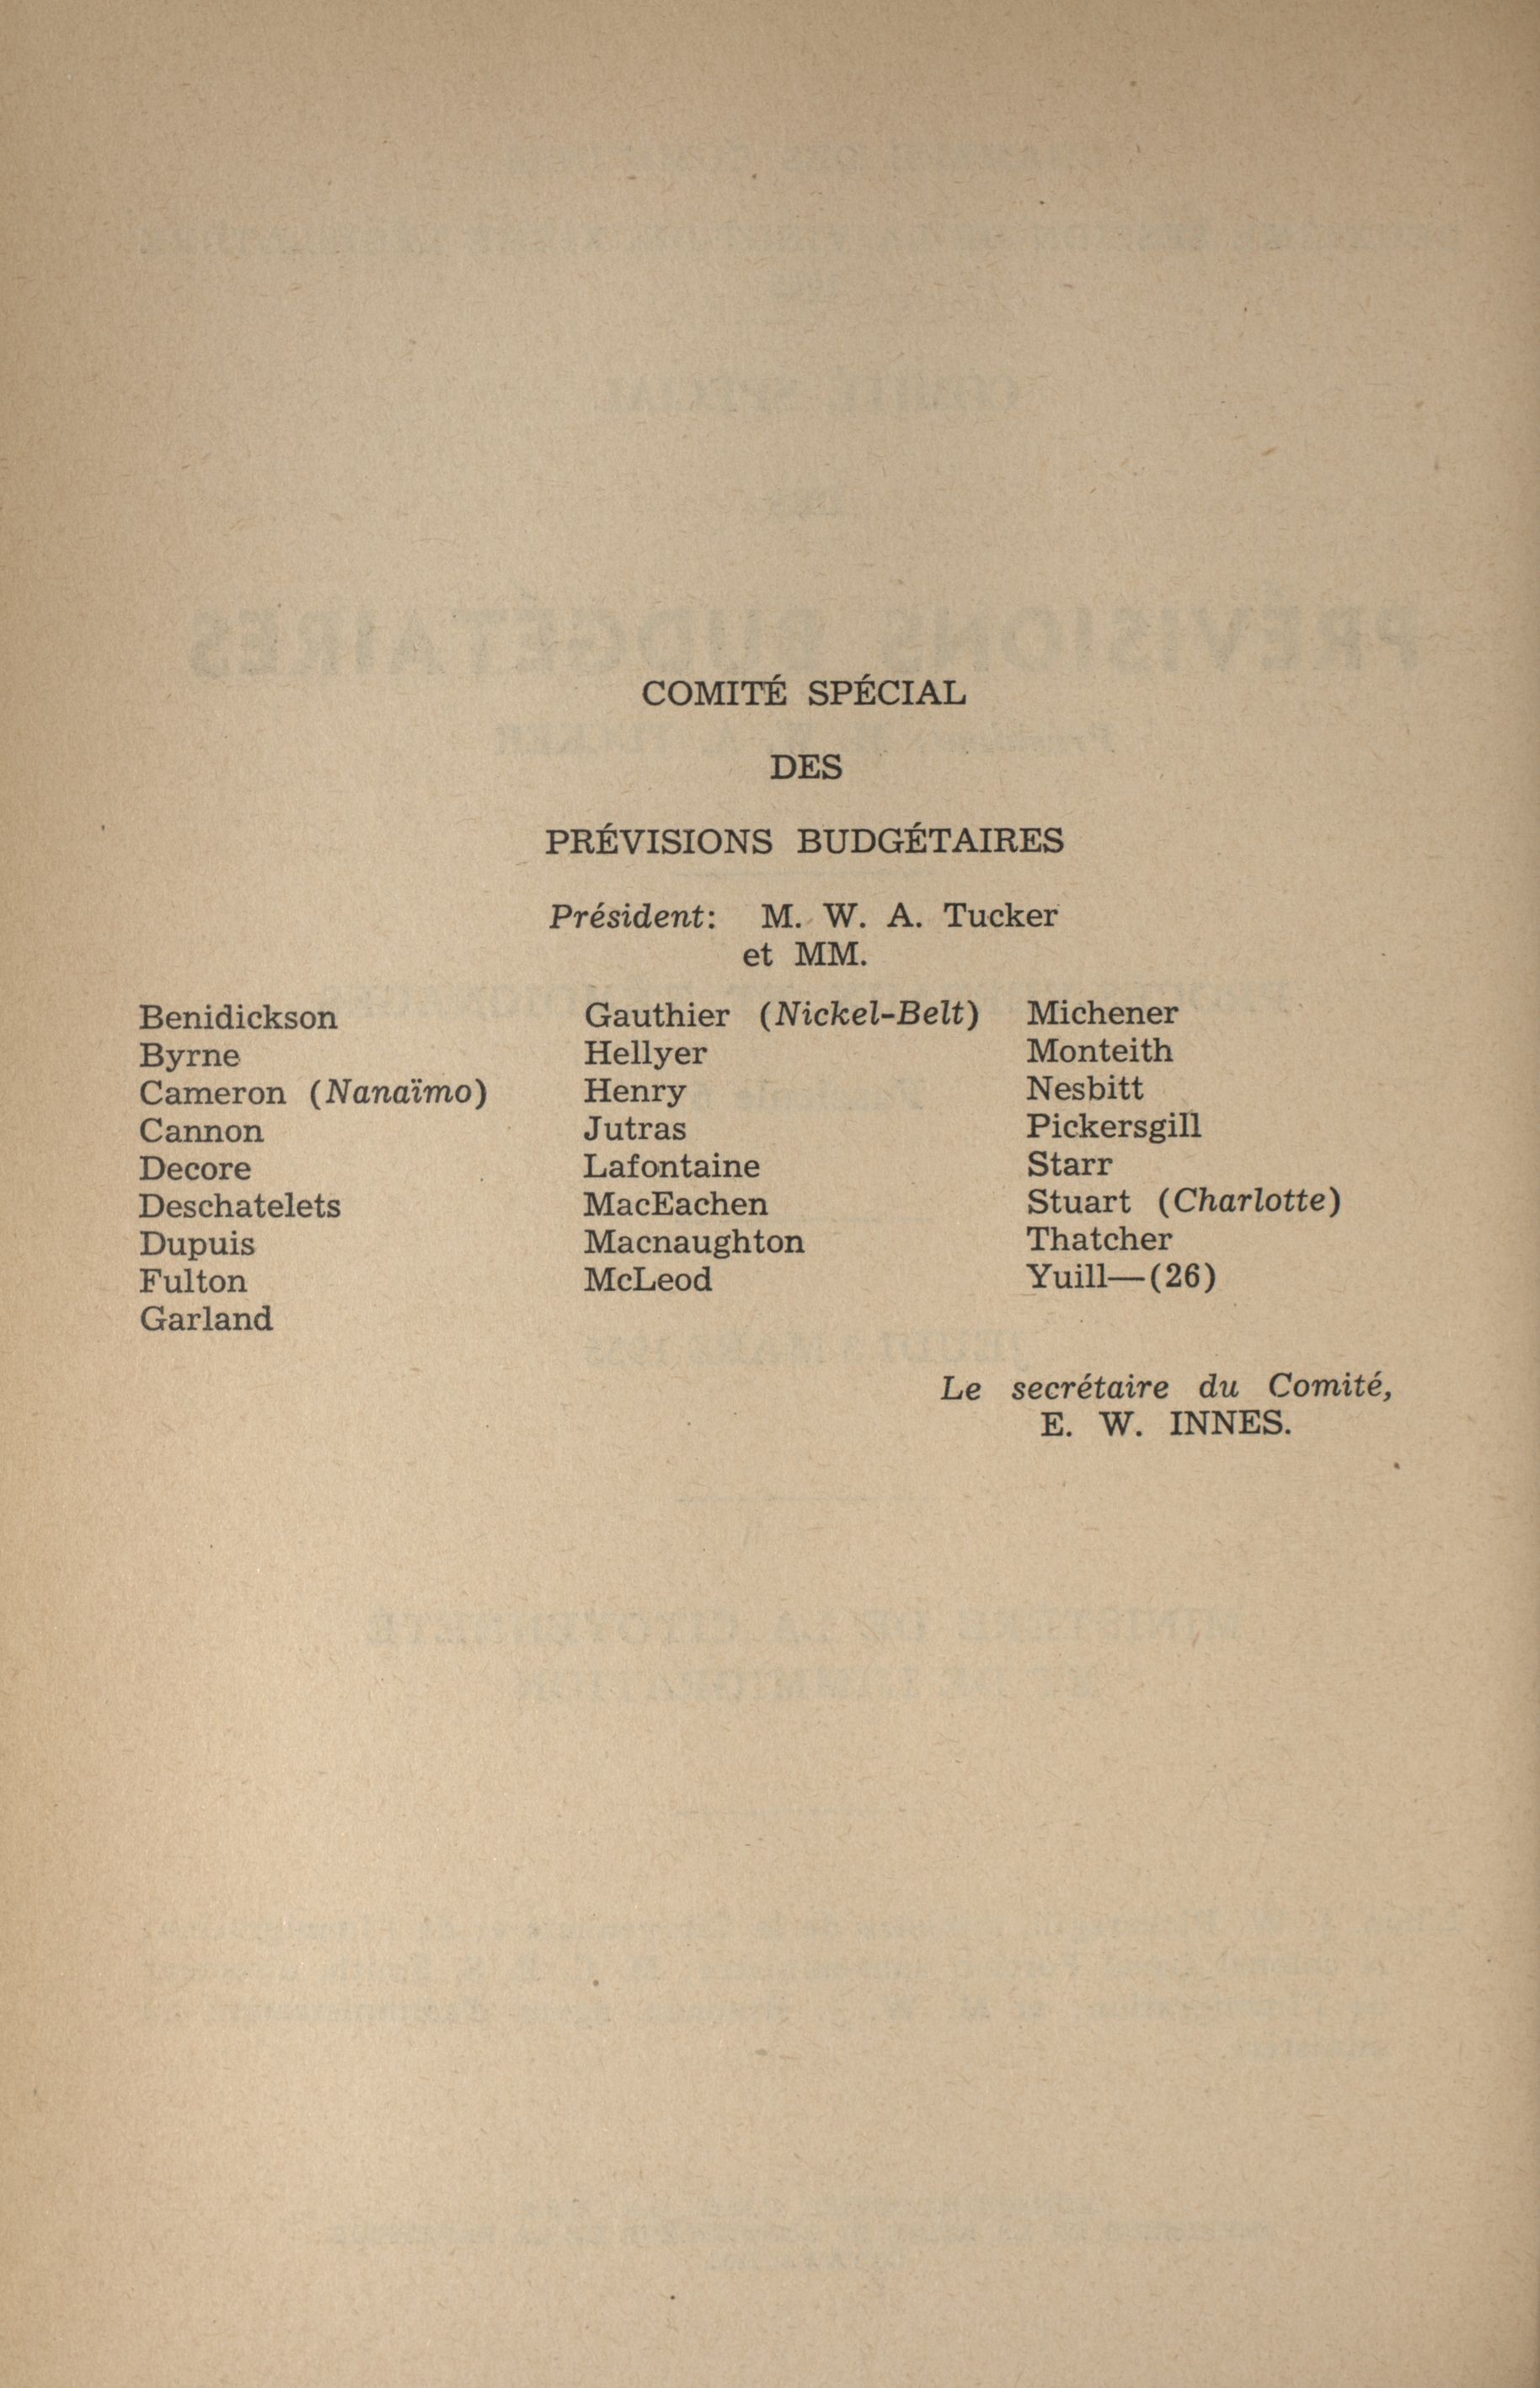 COMITÉ SPÉCIAL
DES
PRÉVISIONS BUDGÉTAIRES
Président: M. W. A. Tucker
et MM.
Benidickson
Byrne
Cameron (Nanaïmo)
Cannon
Decore
Deschatelets
Dupuis
Fulton
Garland
Gauthier (Nickel-Belt)
Hellyer
Henry
Jutras
Lafontaine
MacEachen
Macnaughton
McLeod
Michener
Monteith
Nesbitt
Pickersgill
Starr
Stuart (Charlotte)
Thatcher
Yuill—(26)
Le secrétaire du Comité,
E. W. INNES.